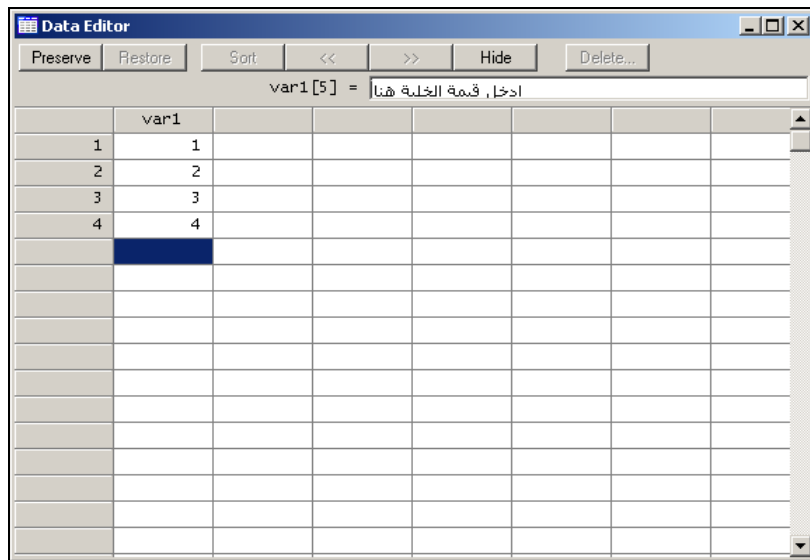 Data Editor
Preserve Restore Sort << >> Hide Delete...
var1[5] = ادخل قيمة الخلية هنا
var1
1 1
2 2
3 3
4 4